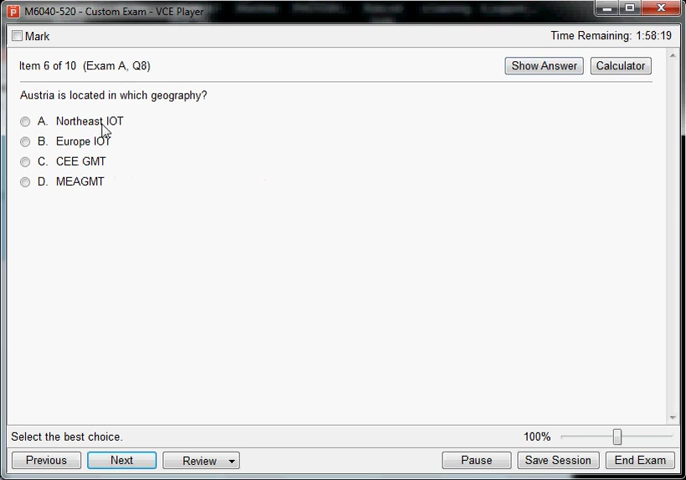 M6040-520 - Custom Exam - VCE Player
Mark
Time Remaining: 1:58:19
Item 6 of 10 (Exam A, Q8)
Show Answer
Calculator
Austria is located in which geography?
A. Northeast IOT
B. Europe IOT
C. CEE GMT
D. MEAGMT
Select the best choice.
100%
Previous
Next
Review
Pause
Save Session
End Exam